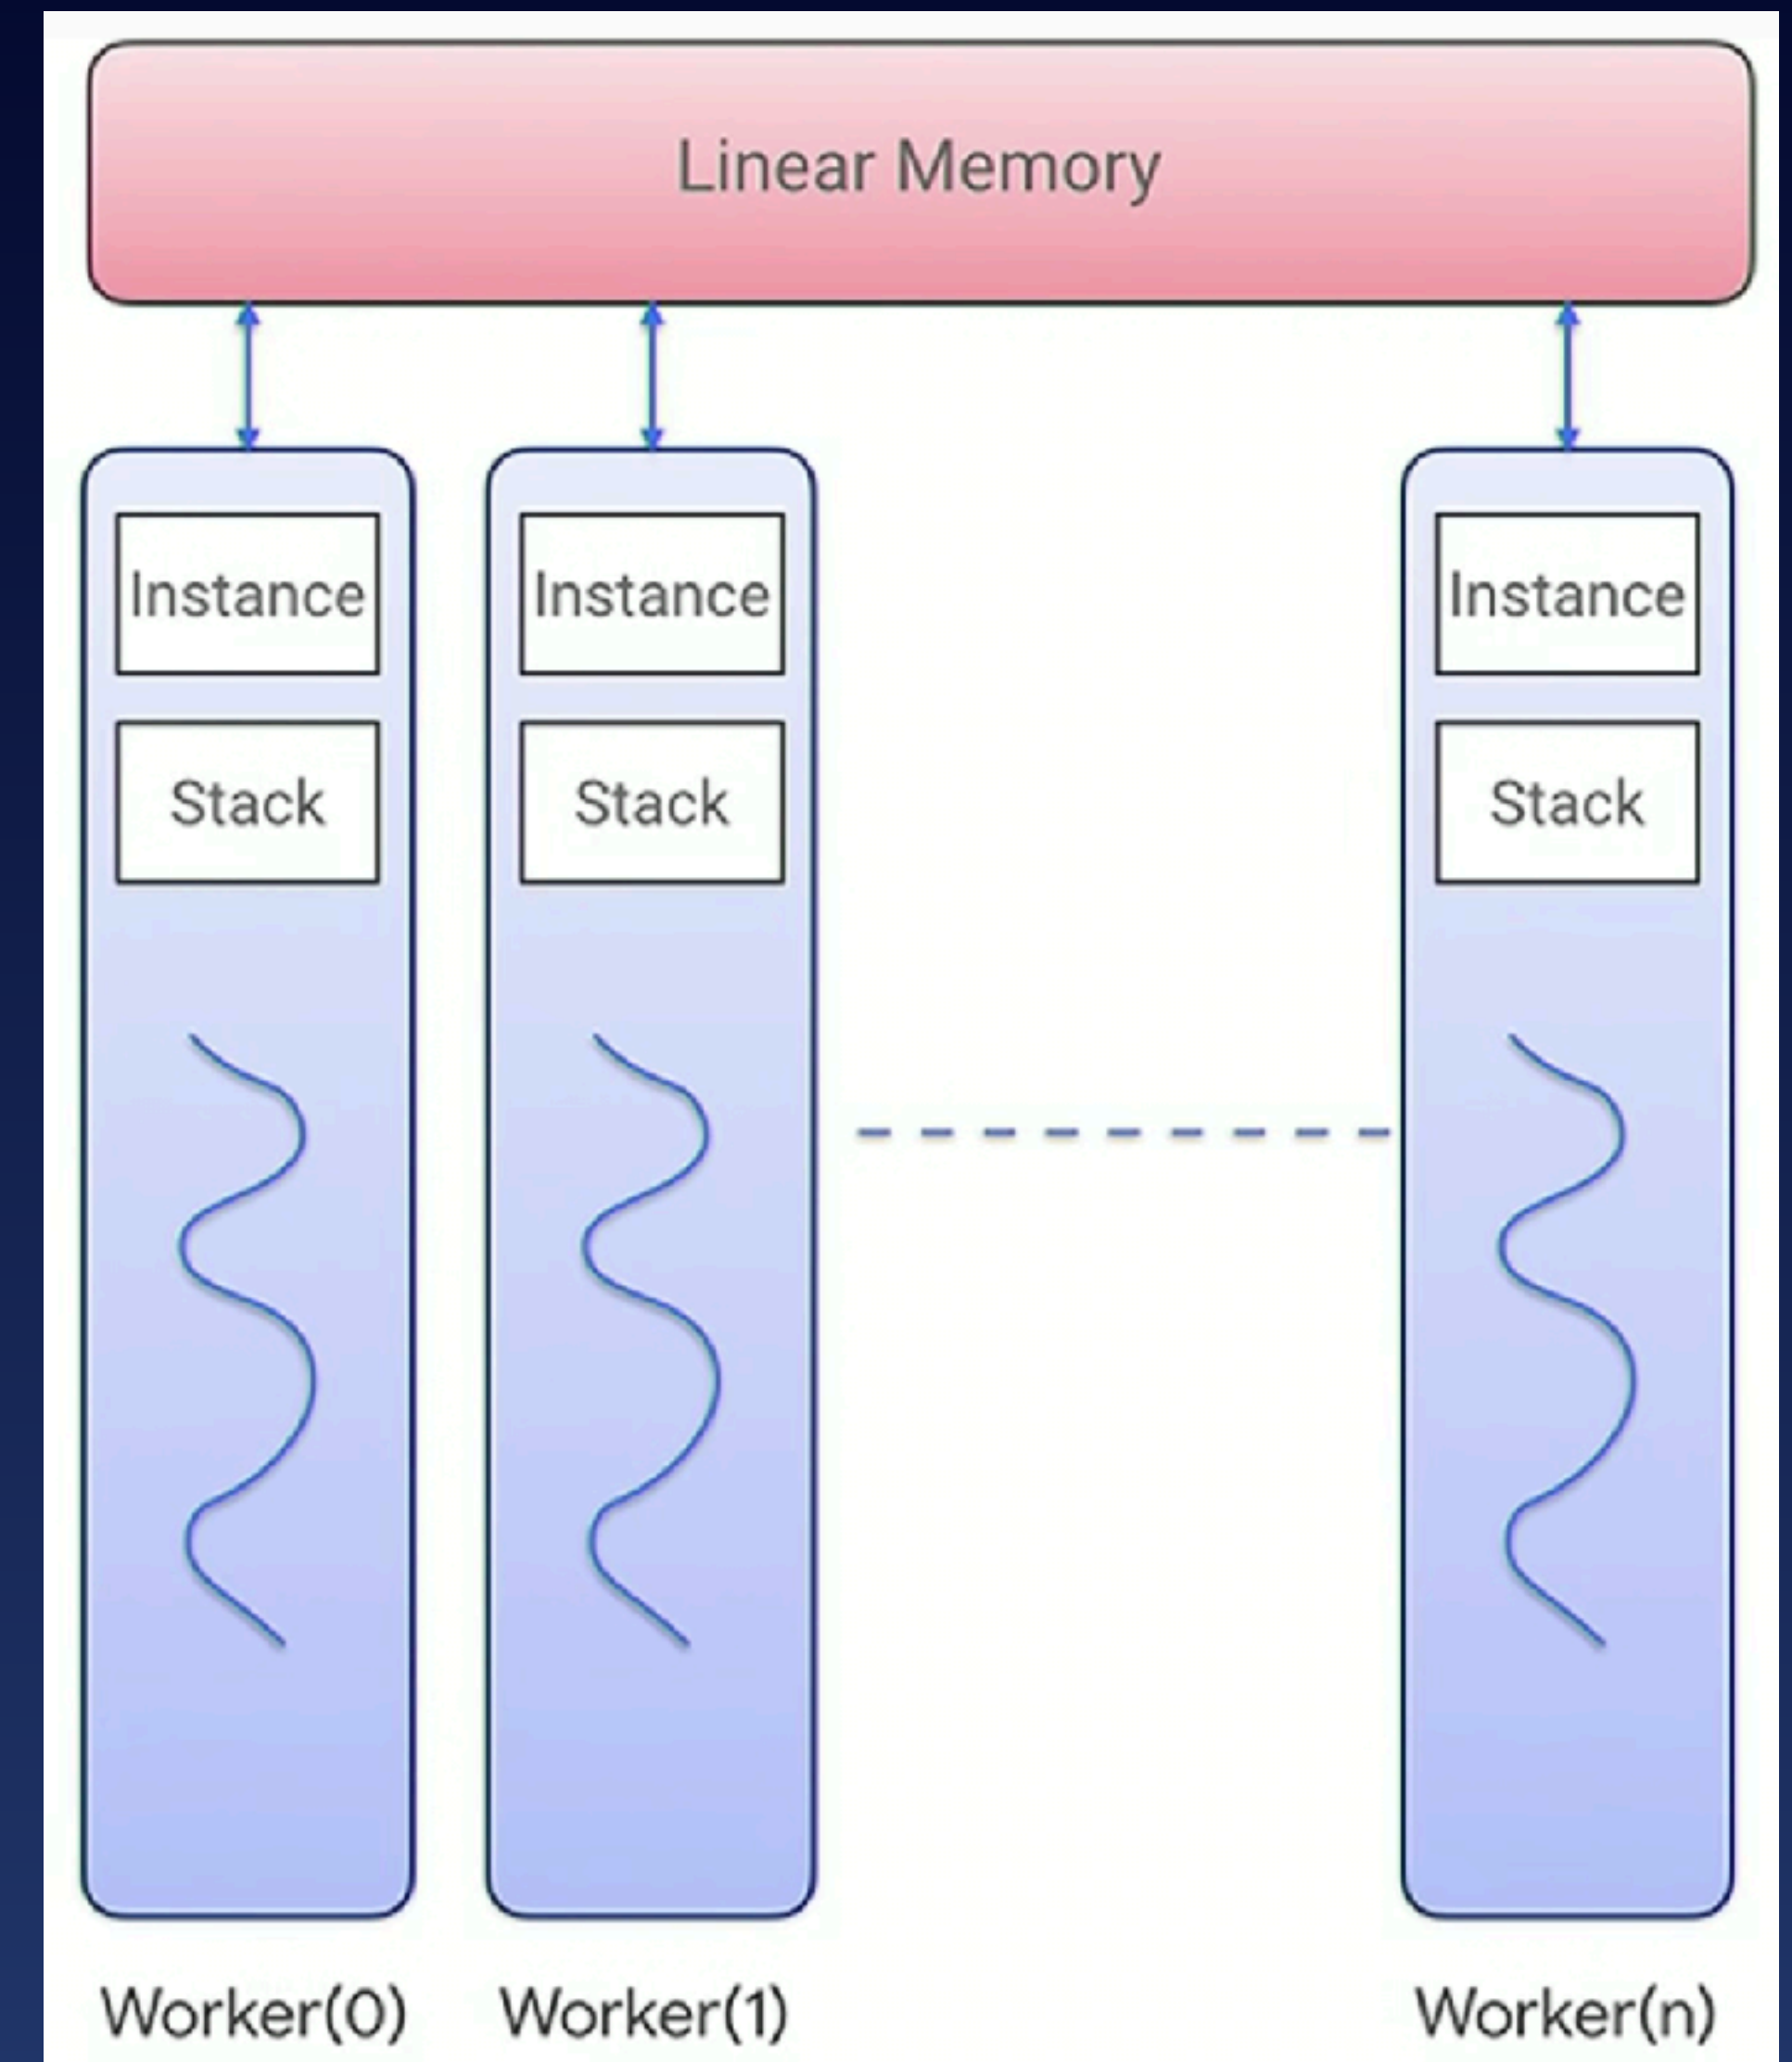 Linear Memory
Instance
Instance
Instance
Stack
Stack
Stack
Worker(0)
Worker(1)
Worker(n)